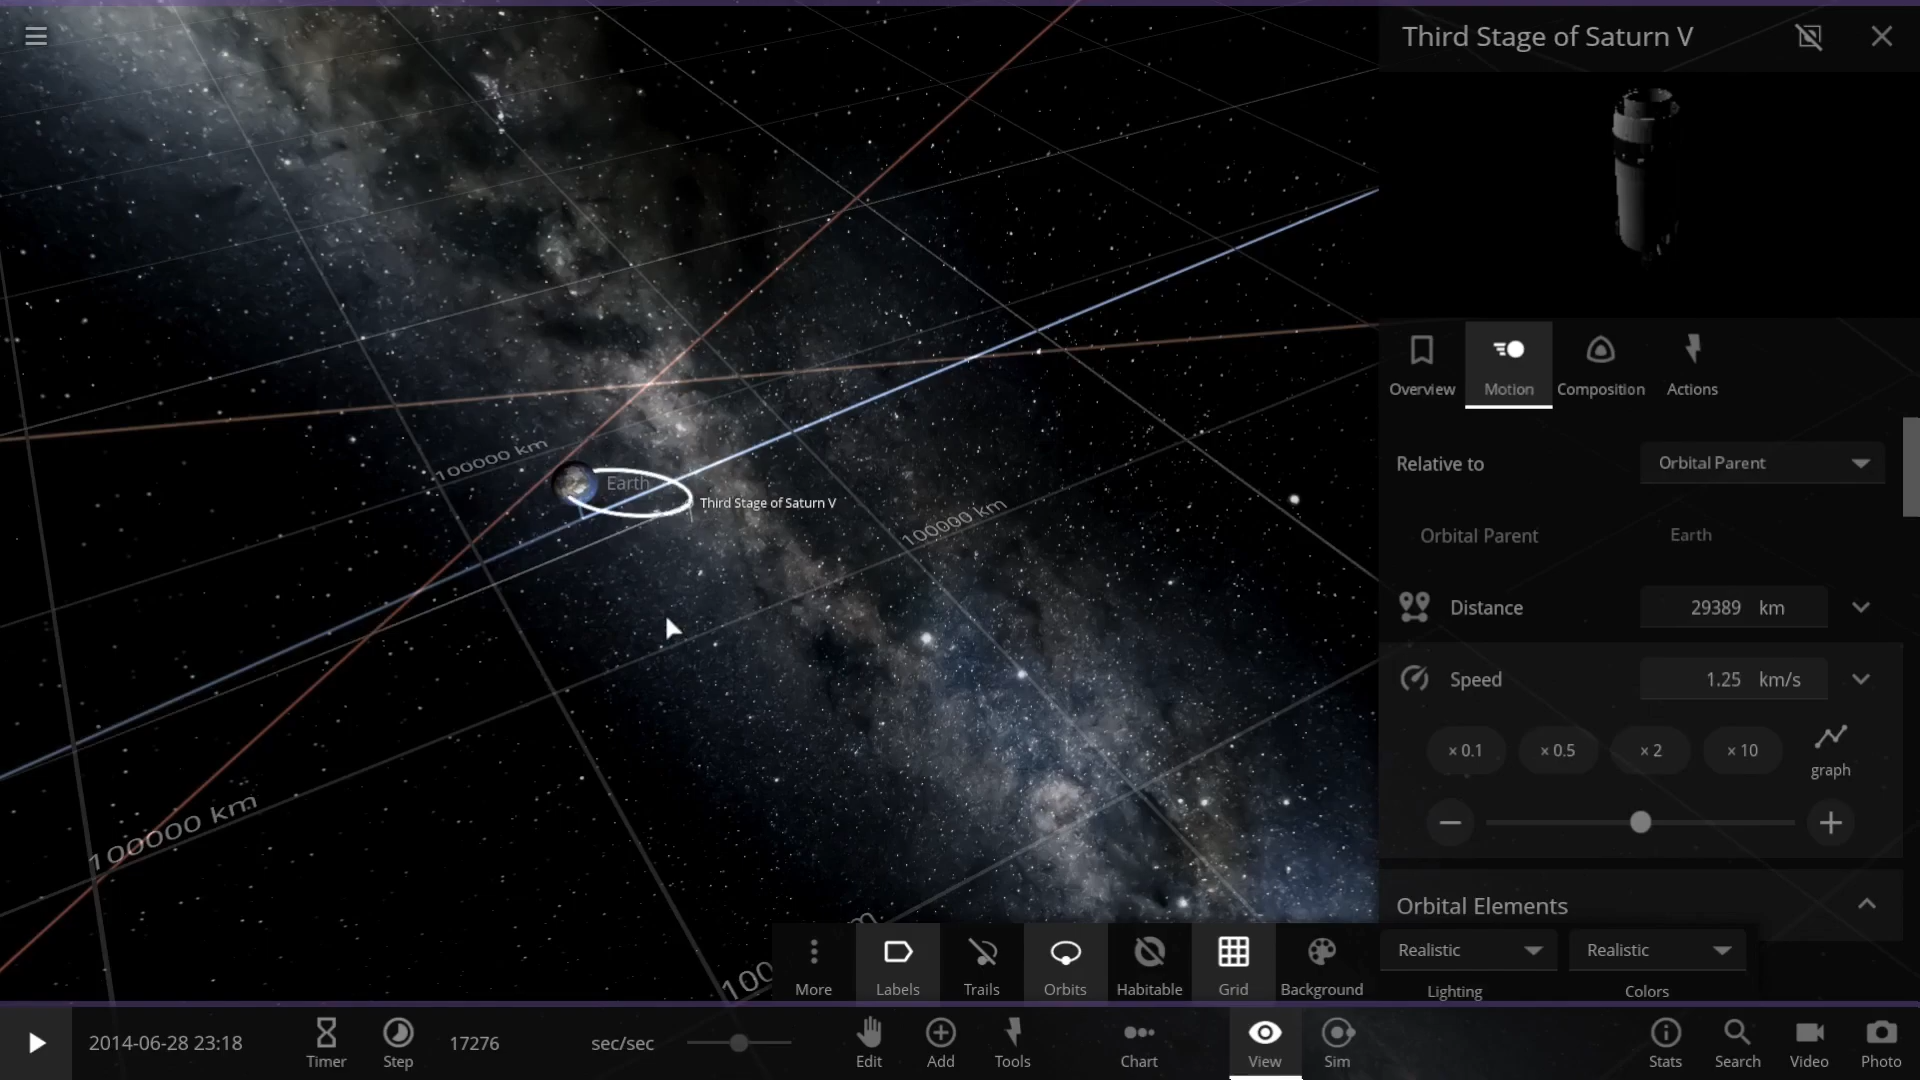 Third Stage of Saturn V
Overview
Motion
Composition
Actions
100000 km
Relative to
Orbital Parent
Earth
Third Stage of Saturn V
100000 km
Orbital Parent
Earth
Distance
29389 km
Speed
1.25 km/s
× 0.1
× 0.5
× 2
× 10
graph
100000 km
Orbital Elements
Realistic
Realistic
More
Labels
Trails
Orbits
Habitable
Grid
Background
Lighting
Colors
2014-06-28 23:18
Timer
Step
17276
sec/sec
Edit
Add
Tools
Chart
View
Sim
Stats
Search
Video
Photo